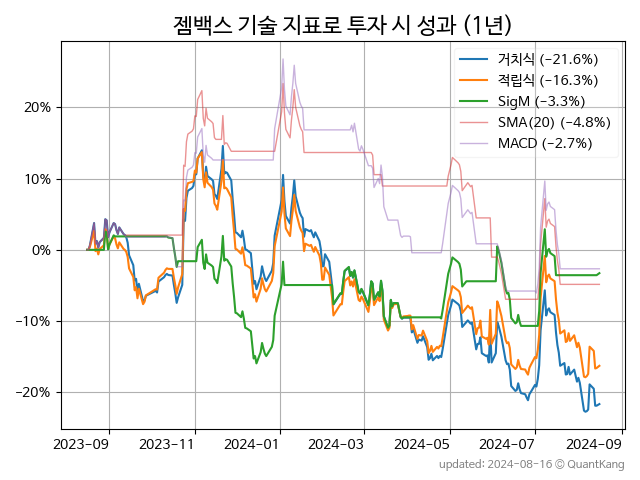 젬백스 기술 지표로 투자 시 성과 (1년)
거치식 (−21.6%)
적립식 (−16.3%)
SigM (−3.3%)
SMA(20) (−4.8%)
MACD (−2.7%)
20%
10%
0%
−10%
−20%
2023−09 2023−11 2024−01 2024−03 2024−05 2024−07 2024−09
updated: 2024−08−16 © QuantKang